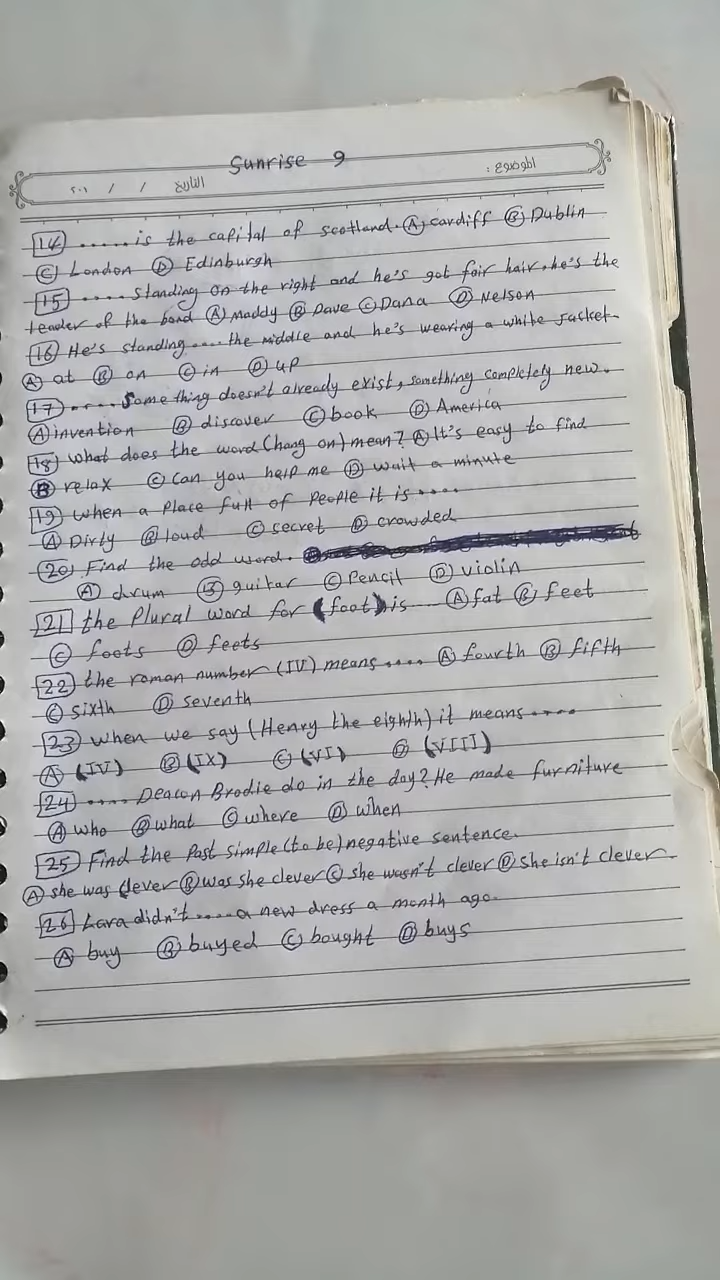 Sunrise 9
الموضوع :
التاريخ / / ٢٠١
14 ...... is the capital of scotland. A cardiff B Dublin
C London D Edinburgh
15 .... standing on the right and he's got fair hair, he's the
leader of the band A Maddy B Dave C Dana D Nelson
16 He's standing .... the middle and he's wearing a white jacket.
A at B on C in D up
17 .... Something doesn't already exist, something completely new.
A invention B discover C book D America
18 what does the word (hang on) mean? A It's easy to find
B relax C can you help me D wait a minute
19 when a place full of people it is ....
A Dirty B loud C secret D crowded
20 Find the odd word.
A drum B guitar C Pencil D violin
21 the Plural word for (foot) is .... A fat B feet
C foots D feets
22 the roman number (IV) means .... A fourth B fifth
C sixth D seventh
23 when we say (Henry the eighth) it means ....
A (IV) B (IX) C (VI) D (VIII)
24 .... Deacon Brodie do in the day? He made furniture
A who B what C where D when
25 Find the Past simple (to be) negative sentence.
A she was clever B was she clever C she wasn't clever D she isn't clever.
26 Lara didn't .... a new dress a month ago.
A buy B buyed C bought D buys